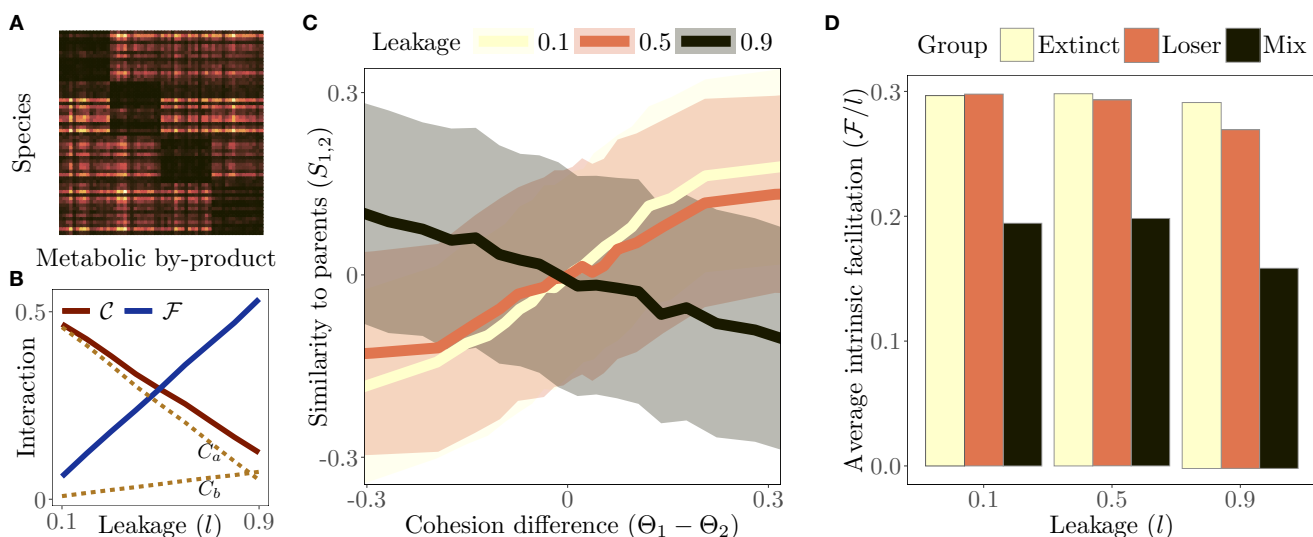 A
Species
Metabolic by-product
B
C F
0.5
Interaction
0
C_a
C_b
0.1 0.9
Leakage (l)
C
Leakage 0.1 0.5 0.9
Similarity to parents (S_{1,2})
0.3
0
-0.3
-0.3 0 0.3
Cohesion difference (Θ_1 − Θ_2)
D
Group Extinct Loser Mix
Average intrinsic facilitation (F/l)
0.3
0.2
0.1
0.0
0.1 0.5 0.9
Leakage (l)